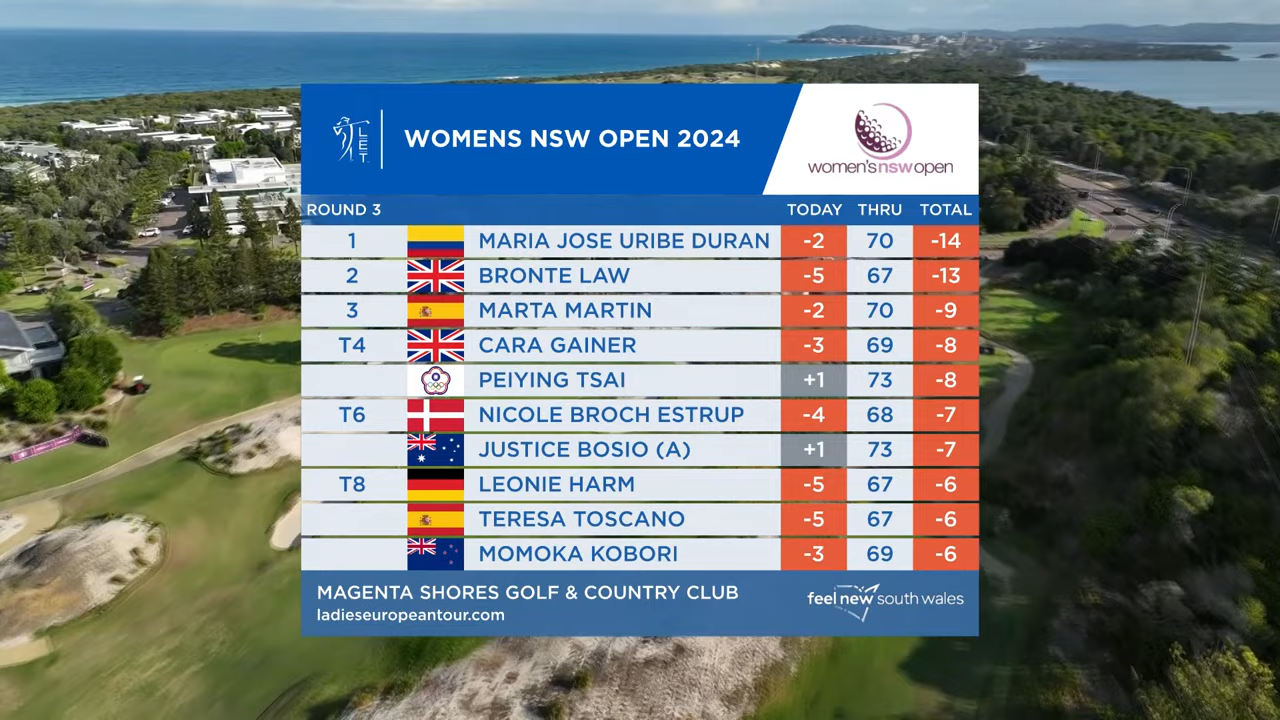 LET
WOMENS NSW OPEN 2024
women'snswopen
ROUND 3 TODAY THRU TOTAL
1 MARIA JOSE URIBE DURAN -2 70 -14
2 BRONTE LAW -5 67 -13
3 MARTA MARTIN -2 70 -9
T4 CARA GAINER -3 69 -8
PEIYING TSAI +1 73 -8
T6 NICOLE BROCH ESTRUP -4 68 -7
JUSTICE BOSIO (A) +1 73 -7
T8 LEONIE HARM -5 67 -6
TERESA TOSCANO -5 67 -6
MOMOKA KOBORI -3 69 -6
MAGENTA SHORES GOLF & COUNTRY CLUB
ladieseuropeantour.com
feel new south wales